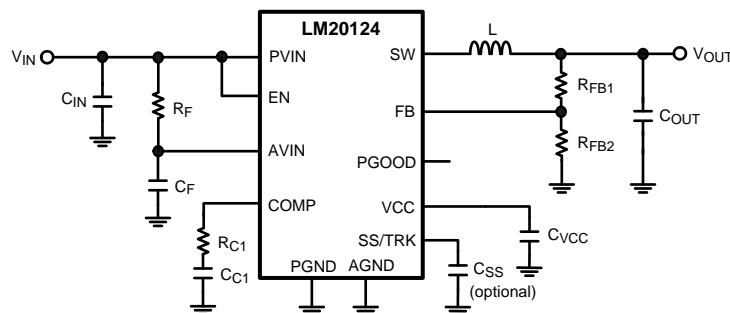 LM20124
VIN
PVIN
SW
L
VOUT
CIN
RF
EN
FB
RFB1
COUT
AVIN
PGOOD
RFB2
CF
COMP
VCC
RC1
SS/TRK
CVCC
CC1
PGND
AGND
CSS
(optional)